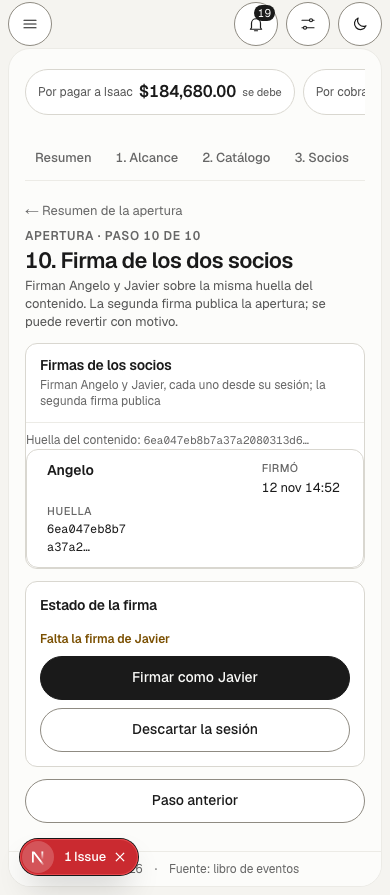 19
Por pagar a Isaac $184,680.00 se debe
Por cobra
Resumen
1. Alcance
2. Catálogo
3. Socios
← Resumen de la apertura
APERTURA · PASO 10 DE 10
10. Firma de los dos socios
Firman Angelo y Javier sobre la misma huella del
contenido. La segunda firma publica la apertura; se
puede revertir con motivo.
Firmas de los socios
Firman Angelo y Javier, cada uno desde su sesión; la
segunda firma publica
Huella del contenido: 6ea047eb8b7a37a2080313d6…
Angelo
FIRMÓ
12 nov 14:52
HUELLA
6ea047eb8b7
a37a2…
Estado de la firma
Falta la firma de Javier
Firmar como Javier
Descartar la sesión
Paso anterior
N 1 Issue
6 · Fuente: libro de eventos